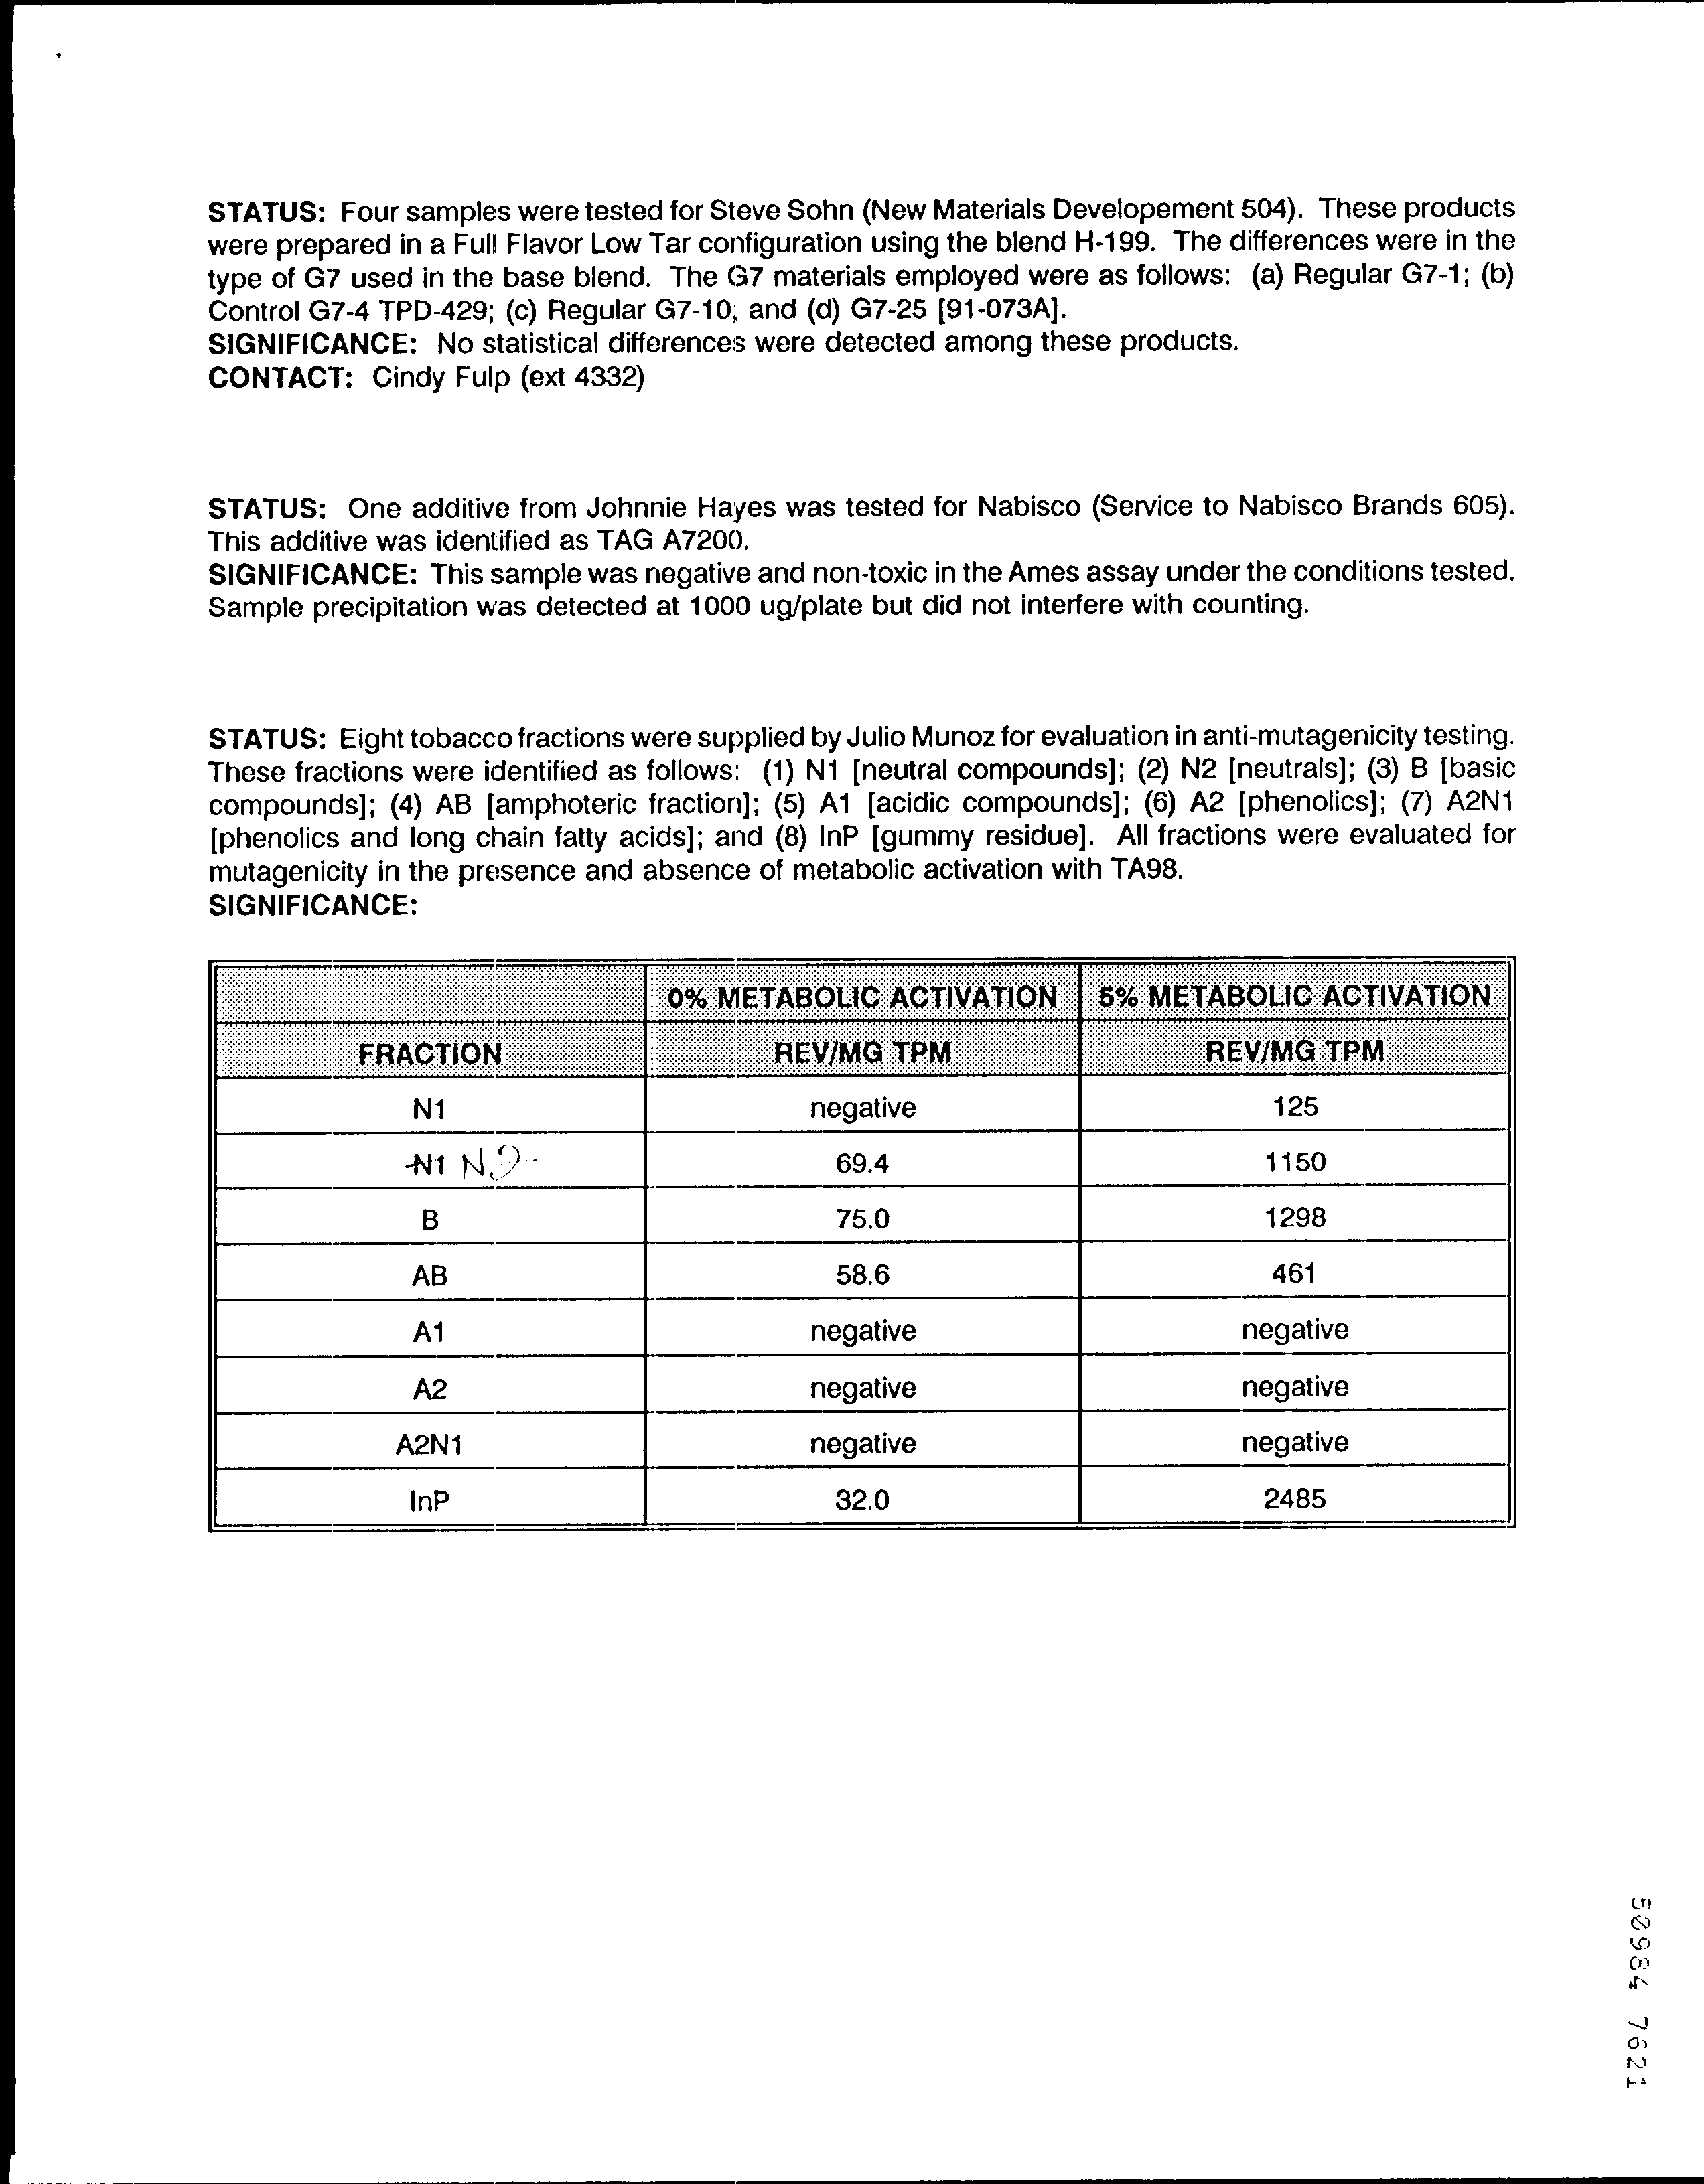 STATUS: Four samples were tested for Steve Sohn (New Materials Developement 504). These products
were prepared in a Full Flavor Low Tar configuration using the blend H-199. The differences were in the
type of G7 used in the base blend. The G7 materials employed were as follows: (a) Regular G7-1; (b)
Control G7-4 TPD-429; (c) Regular G7-10; and (d) G7-25 [91-073A].
SIGNIFICANCE: No statistical differences were detected among these products.
CONTACT: Cindy Fulp (ext 4332)
STATUS: One additive from Johnnie Hayes was tested for Nabisco (Service to Nabisco Brands 605).
This additive was identified as TAG A7200.
SIGNIFICANCE: This sample was negative and non-toxic in the Ames assay under the conditions tested.
Sample precipitation was detected at 1000 ug/plate but did not interfere with counting.
STATUS: Eight tobacco fractions were supplied by Julio Munoz for evaluation in anti-mutagenicity testing.
These fractions were identified as follows: (1) N1 [neutral compounds]; (2) N2 [neutrals]; (3) B [basic
compounds]; (4) AB [amphoteric fraction]; (5) A1 [acidic compounds]; (6) A2 [phenolics]; (7) A2N1
[phenolics and long chain fatty acids]; and (8) InP [gummy residue]. All fractions were evaluated for
mutagenicity in the presence and absence of metabolic activation with TA98.
SIGNIFICANCE:
0% METABOLIC ACTIVATION 5% METABOLIC ACTIVATION
FRACTION REV/MG TPM REV/MG TPM
N1 negative 125
N1 N2 69.4 1150
B 75.0 1298
AB 58.6 461
A1 negative negative
A2 negative negative
A2N1 negative negative
InP 32.0 2485
50984 7621